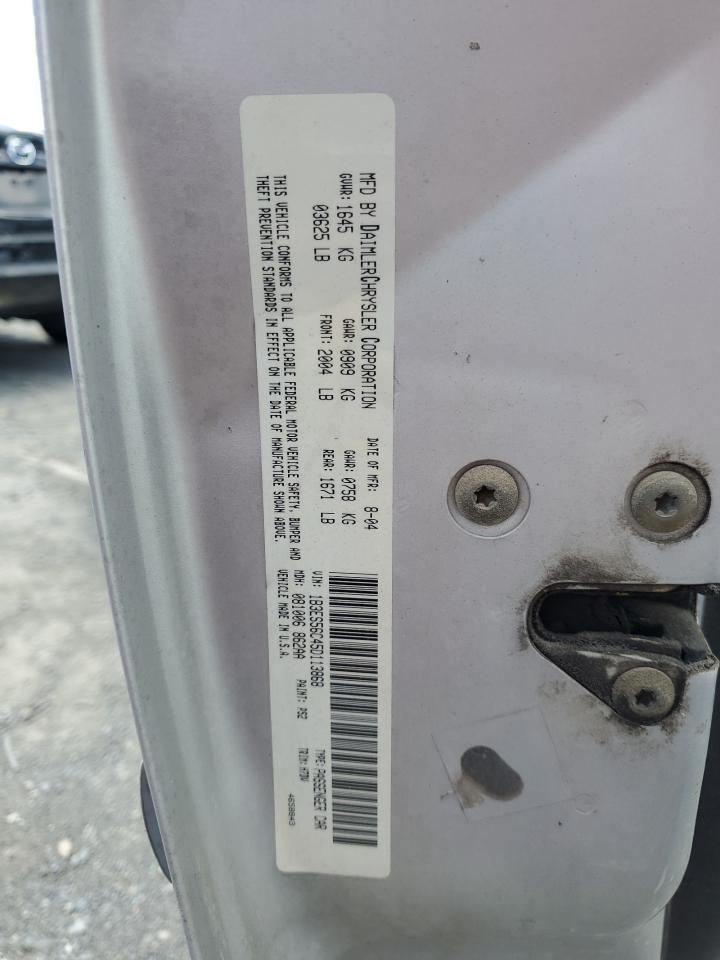 MFD BY DAIMLERCHRYSLER CORPORATION DATE OF MFR: 8-04
GVWR: 1645 KG GAWR: 0909 KG GAWR: 0758 KG
03625 LB FRONT: 2004 LB REAR: 1671 LB
THIS VEHICLE CONFORMS TO ALL APPLICABLE FEDERAL MOTOR VEHICLE SAFETY, BUMPER AND
THEFT PREVENTION STANDARDS IN EFFECT ON THE DATE OF MANUFACTURE SHOWN ABOVE.
VIN: 1B3ES56C45D113868 TYPE: PASSENGER CAR
MDH: 081006 862AA PAINT: PS2 TRIM: H7DV
VEHICLE MADE IN U.S.A. 4658843